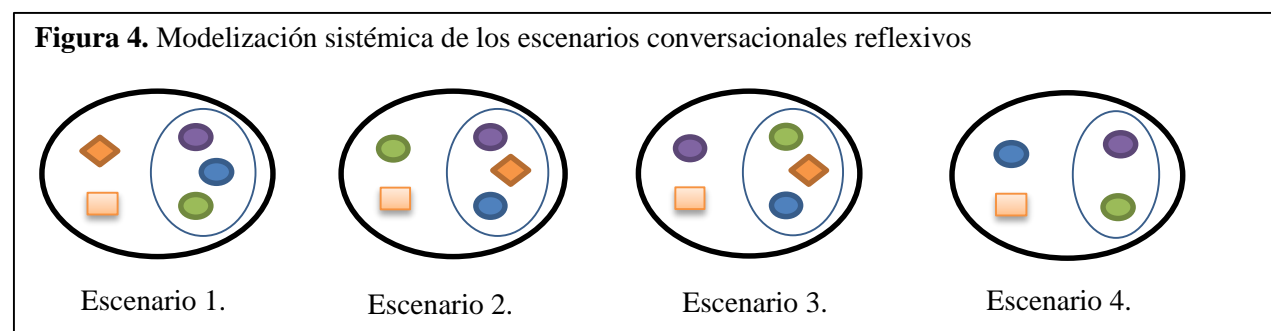 Figura 4. Modelización sistémica de los escenarios conversacionales reflexivos
Escenario 1.
Escenario 2.
Escenario 3.
Escenario 4.